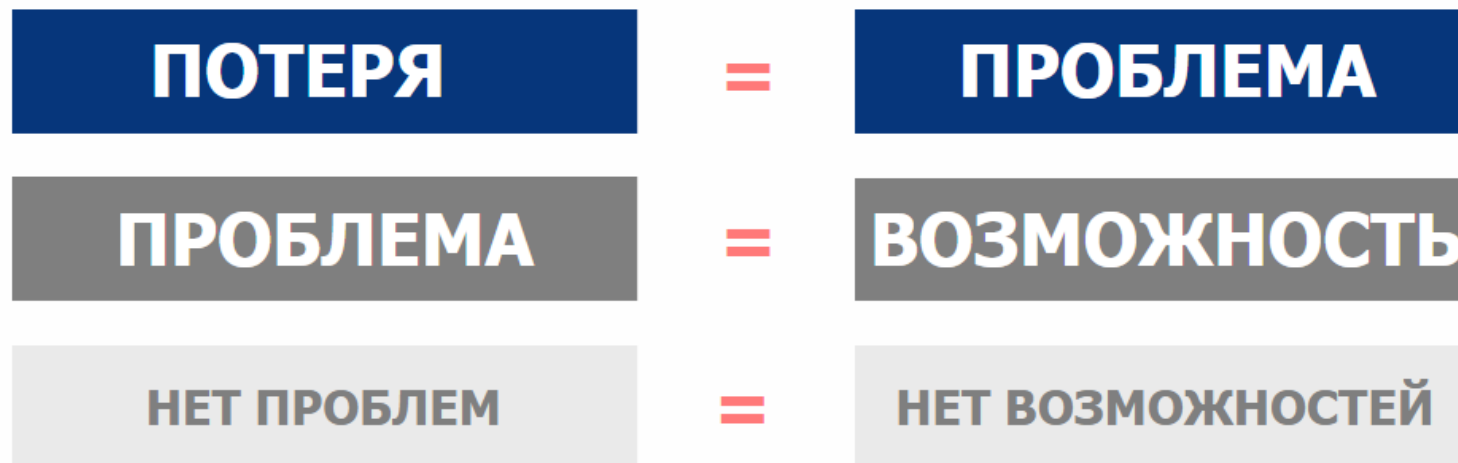 ПОТЕРЯ = ПРОБЛЕМА
ПРОБЛЕМА = ВОЗМОЖНОСТЬ
НЕТ ПРОБЛЕМ = НЕТ ВОЗМОЖНОСТЕЙ